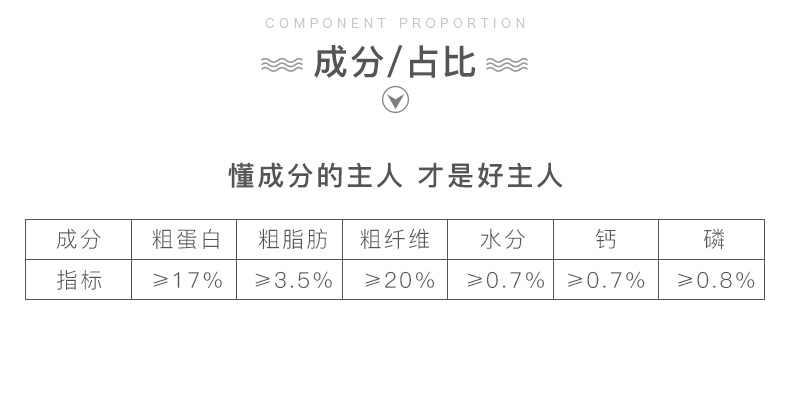 COMPONENT PROPORTION
成分/占比
懂成分的主人 才是好主人
成分 粗蛋白 粗脂肪 粗纤维 水分 钙 磷
指标 ⩾17% ⩾3.5% ⩾20% ⩾0.7% ⩾0.7% ⩾0.8%